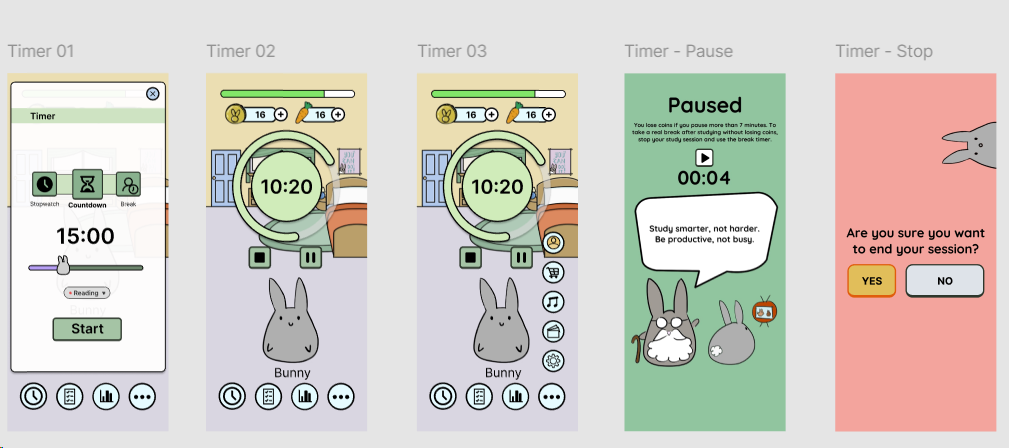 Timer 01
Timer
Stopwatch
Countdown
Break
15:00
Reading
Start
Timer 02
16
16
10:20
Bunny
Timer 03
16
16
10:20
Bunny
Timer - Pause
Paused
You lose coins if you pause more than 7 minutes. To
take a real break after studying without losing coins,
stop your study session and use the break timer.
00:04
Study smarter, not harder.
Be productive, not busy.
Timer - Stop
Are you sure you want
to end your session?
YES
NO